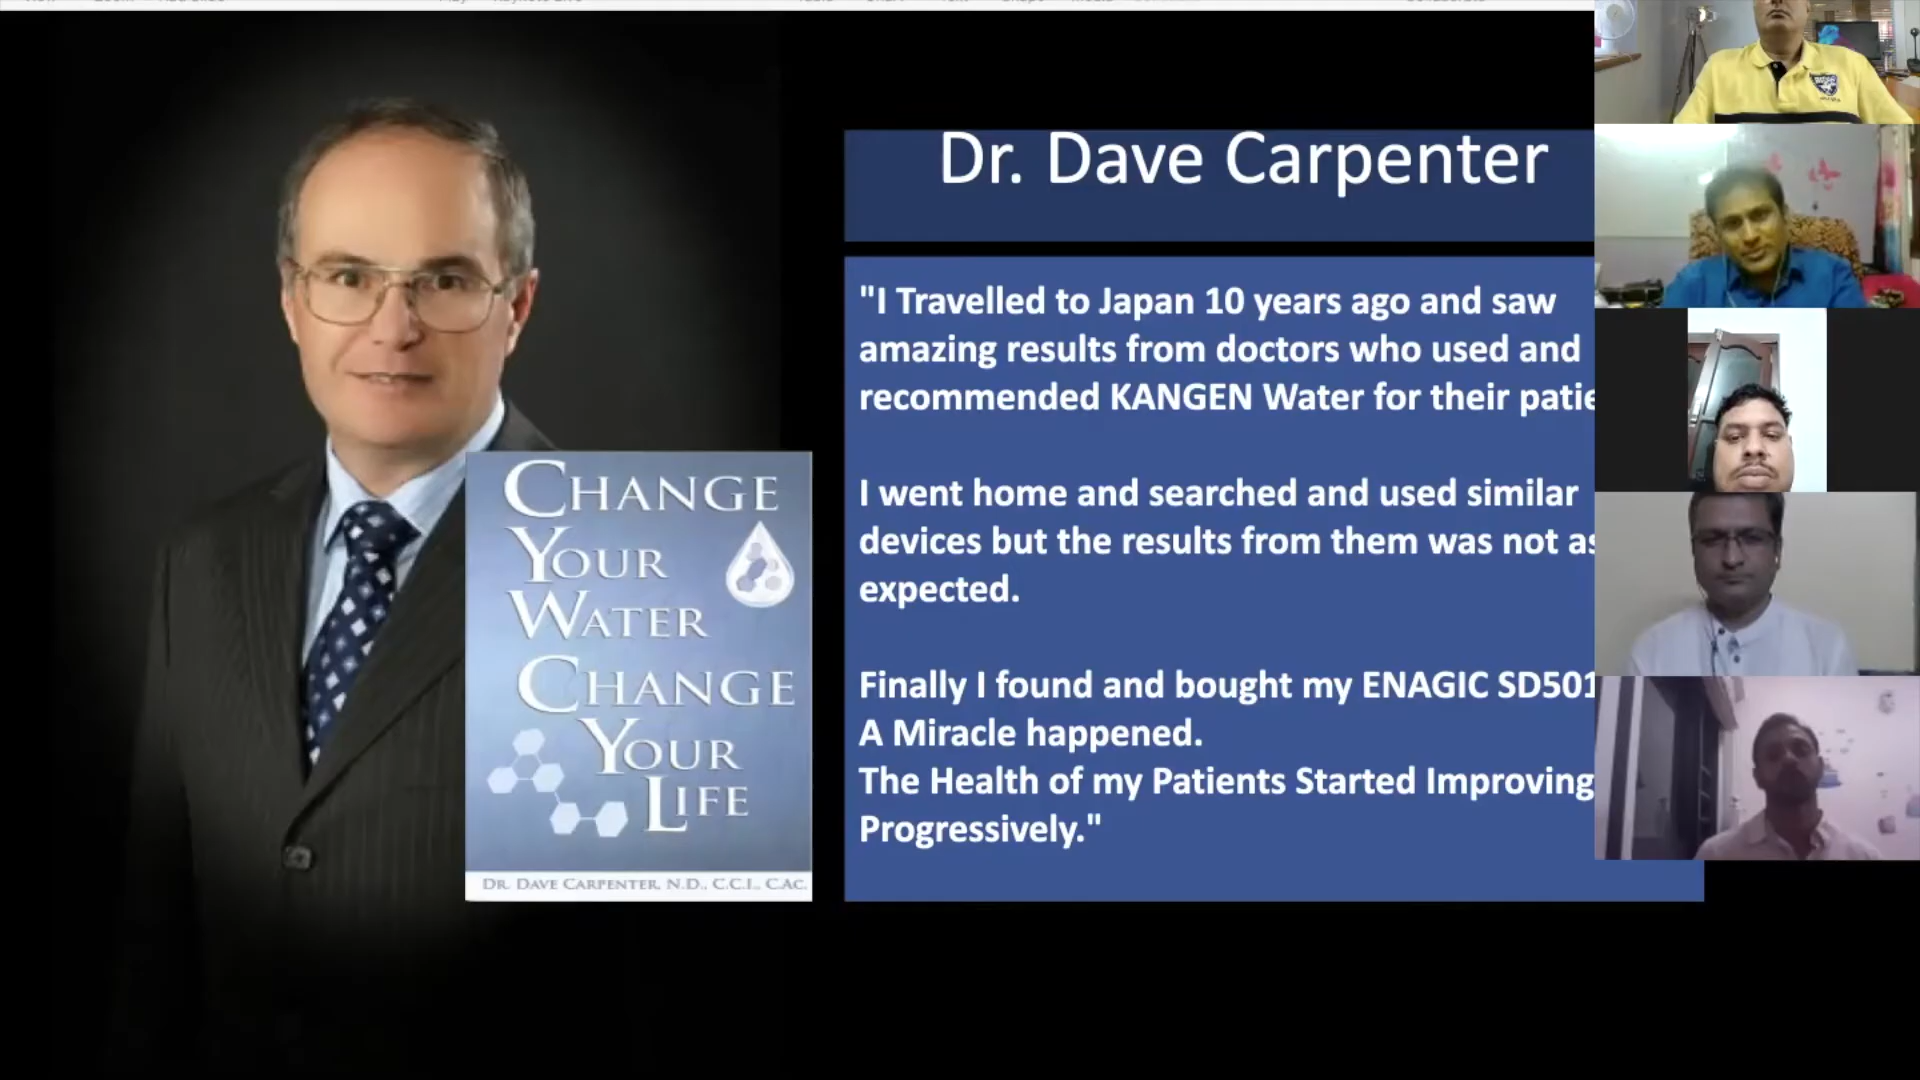 Dr. Dave Carpenter
"I Travelled to Japan 10 years ago and saw
amazing results from doctors who used and
recommended KANGEN Water for their patie
I went home and searched and used similar
devices but the results from them was not as
expected.
Finally I found and bought my ENAGIC SD501
A Miracle happened.
The Health of my Patients Started Improving
Progressively."
CHANGE
YOUR
WATER
CHANGE
YOUR
LIFE
DR. DAVE CARPENTER, N.D., C.C.I., C.AC.